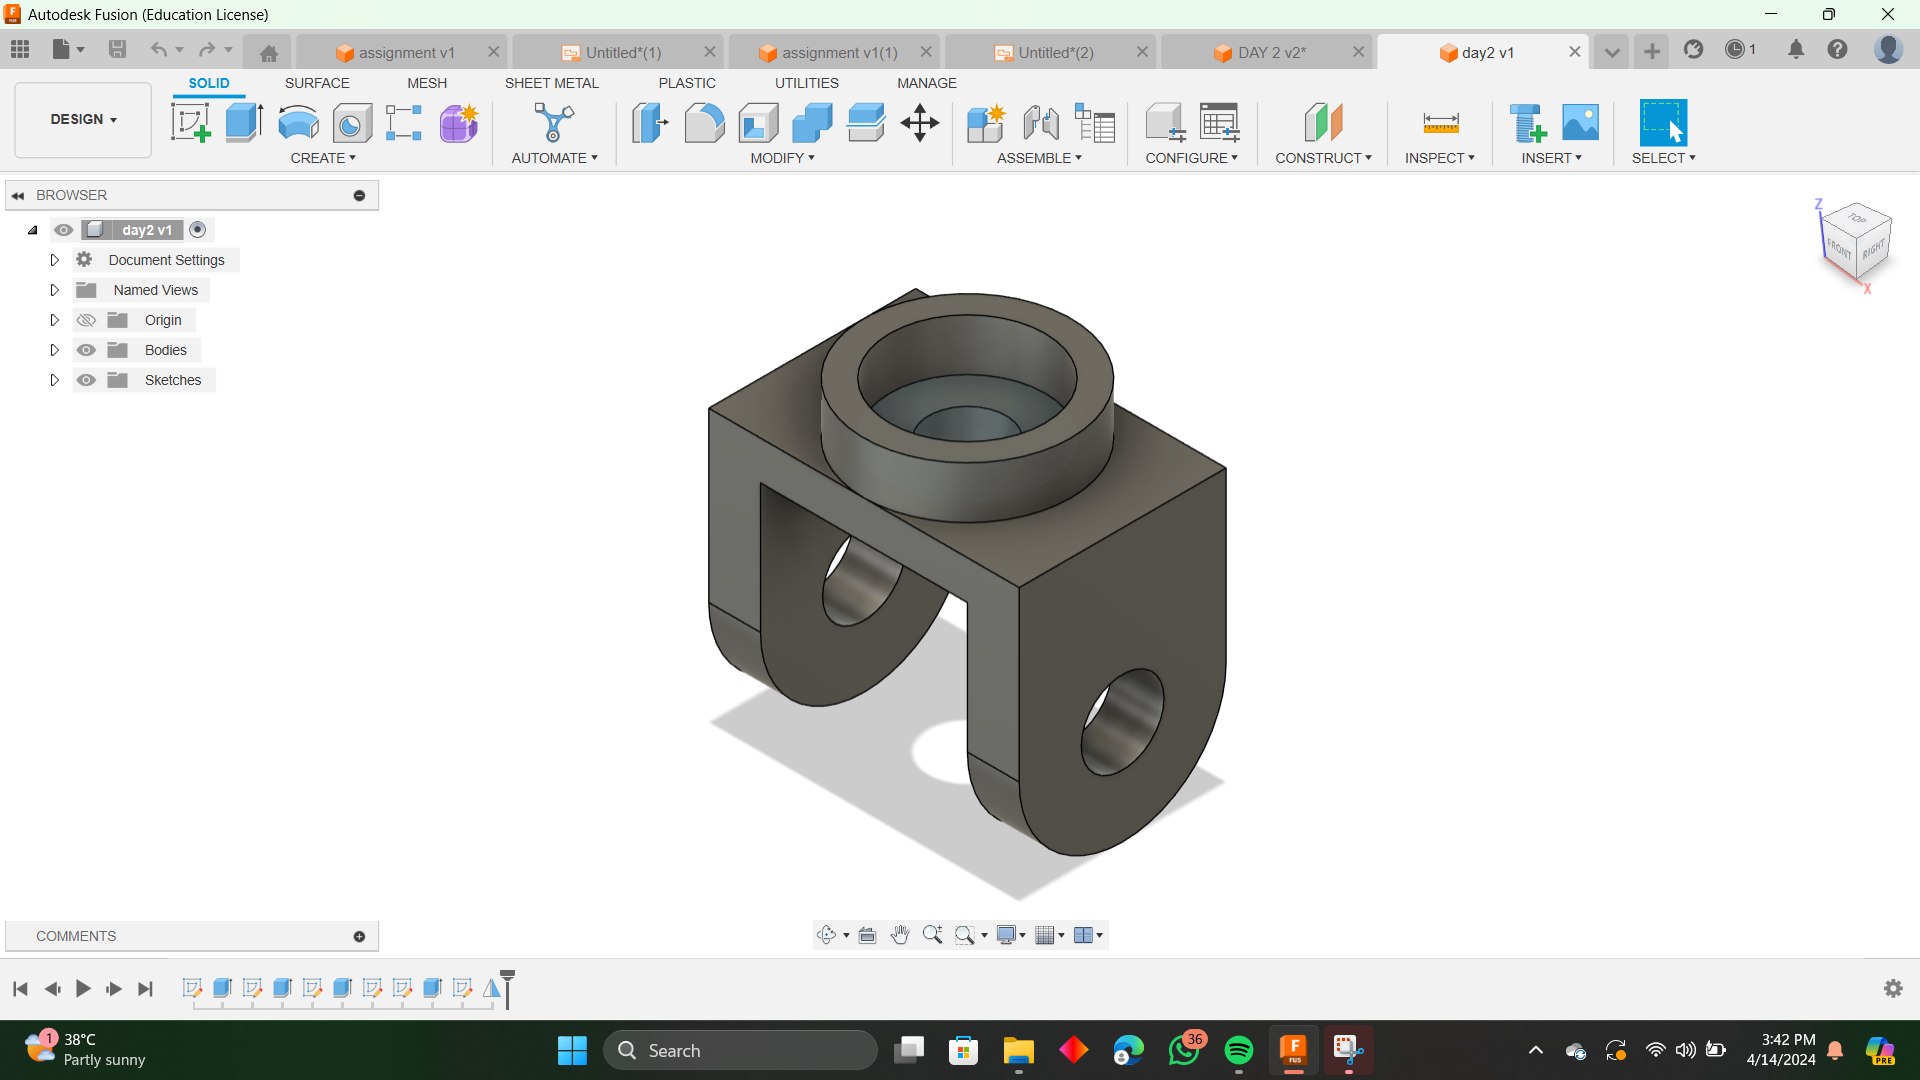 Autodesk Fusion (Education License)
assignment v1
Untitled*(1)
assignment v1(1)
Untitled*(2)
DAY 2 v2*
day2 v1
1
SOLID
SURFACE
MESH
SHEET METAL
PLASTIC
UTILITIES
MANAGE
DESIGN
CREATE
AUTOMATE
MODIFY
ASSEMBLE
CONFIGURE
CONSTRUCT
INSPECT
INSERT
SELECT
BROWSER
day2 v1
Document Settings
Named Views
Origin
Bodies
Sketches
Z
TOP
FRONT
RIGHT
X
COMMENTS
1
38°C
Partly sunny
Search
36
F
FUS
3:42 PM
4/14/2024
PRE